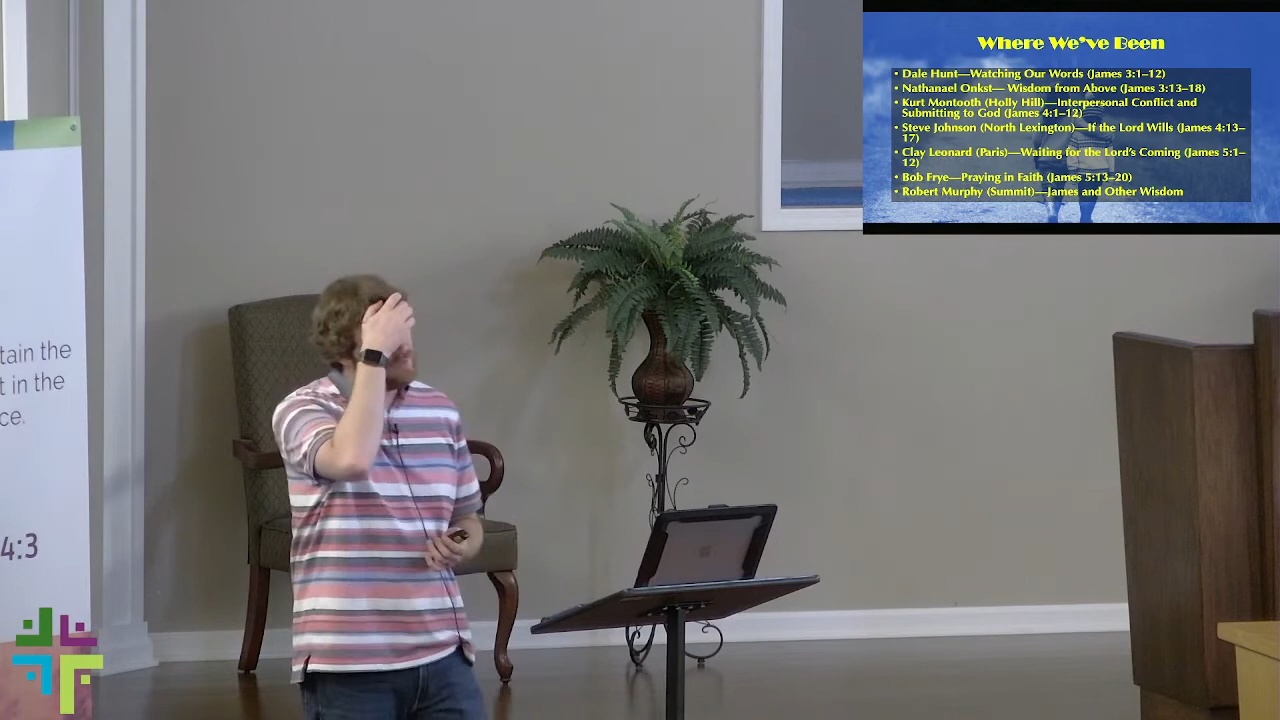 Where We've Been
• Dale Hunt—Watching Our Words (James 3:1–12)
• Nathanael Onkst— Wisdom from Above (James 3:13–18)
• Kurt Montooth (Holly Hill)—Interpersonal Conflict and
Submitting to God (James 4:1–12)
• Steve Johnson (North Lexington)—If the Lord Wills (James 4:13–
17)
• Clay Leonard (Paris)—Waiting for the Lord's Coming (James 5:1–
12)
• Bob Frye—Praying in Faith (James 5:13–20)
• Robert Murphy (Summit)—James and Other Wisdom
tain the
t in the
ce.
4:3